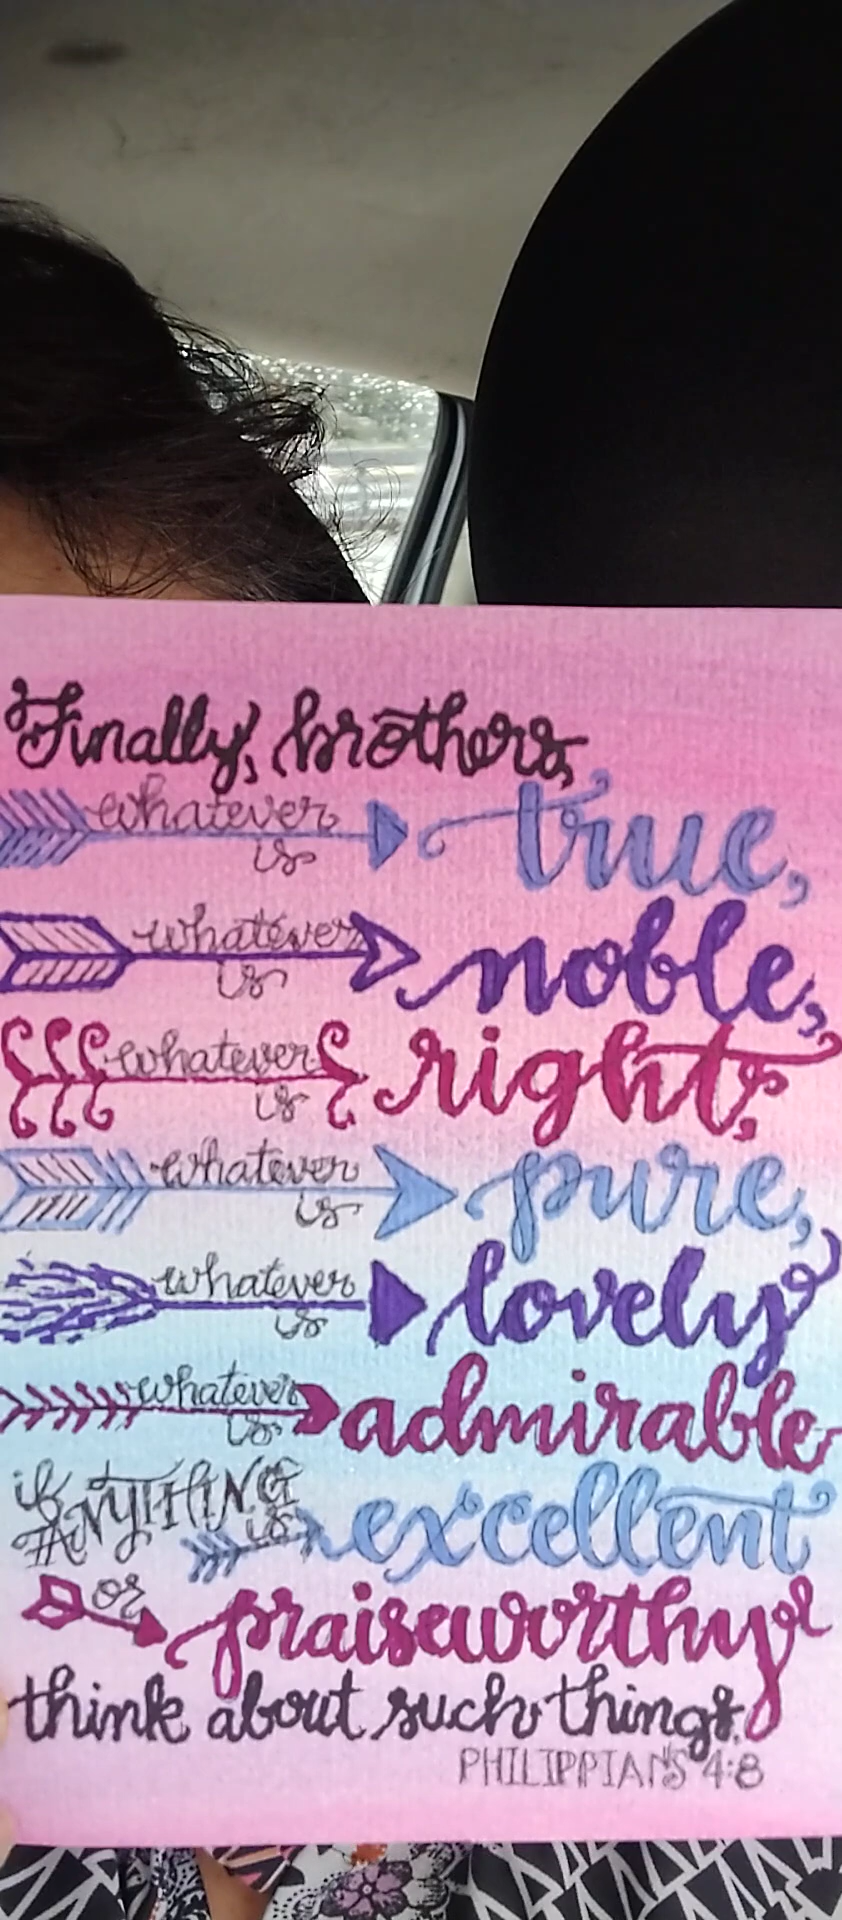 Finally, brothers,
whatever is true,
whatever is noble,
whatever is right,
whatever is pure,
whatever is lovely
whatever is admirable
if ANYTHING is excellent
or praiseworthy
think about such things.
PHILIPPIANS 4:8